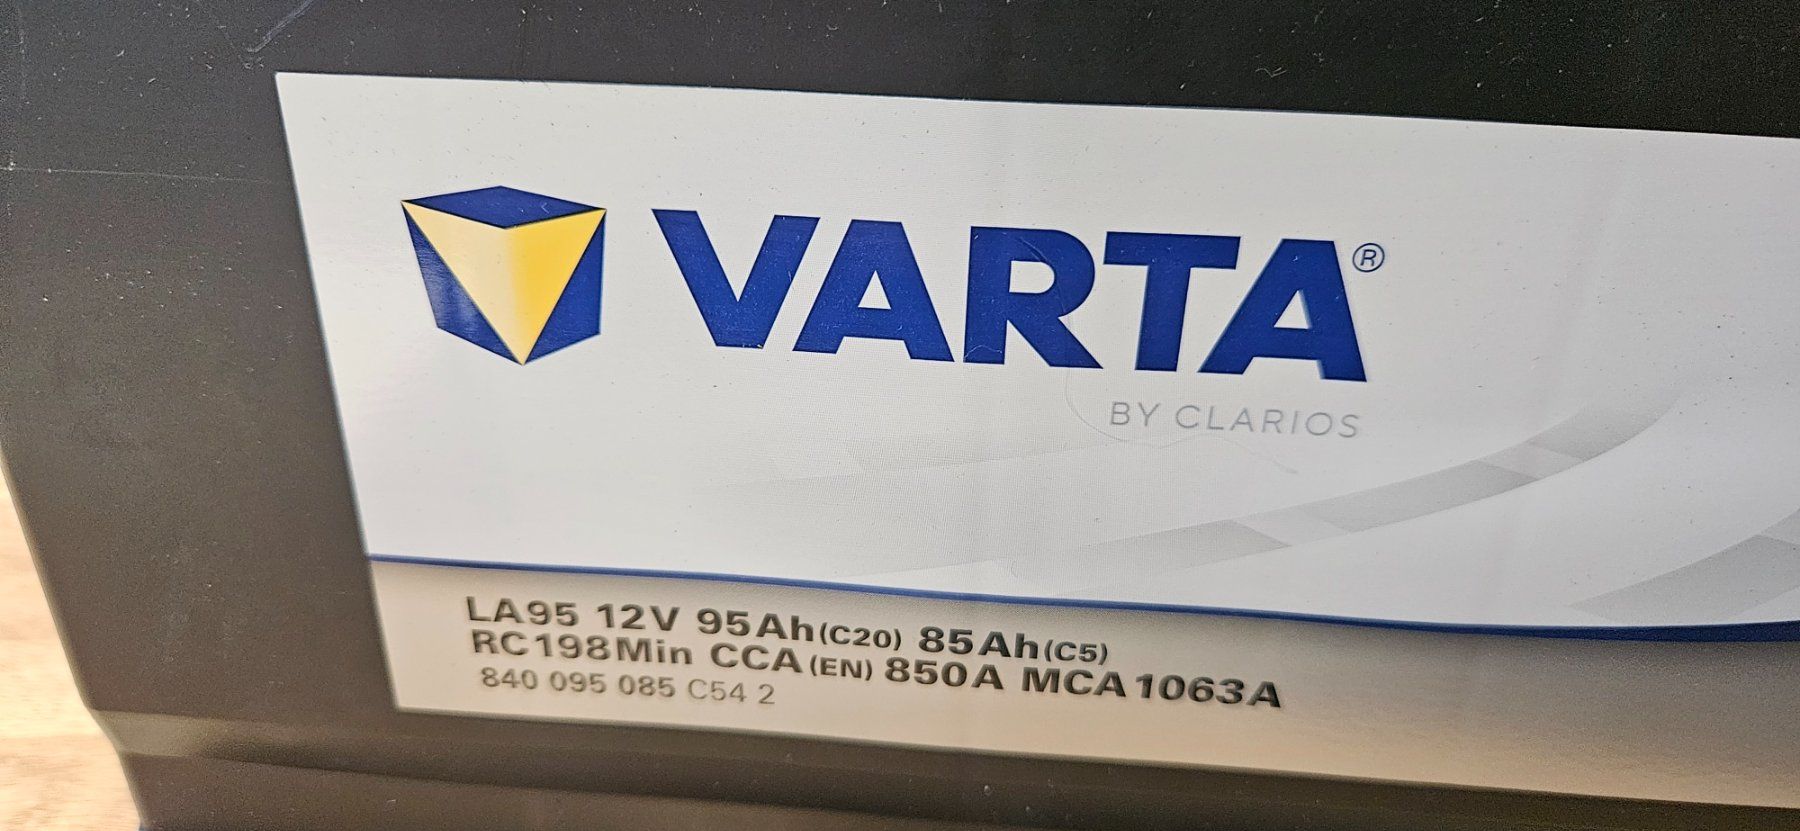 VARTA®
BY CLARIOS
LA95 12V 95Ah(C20) 85Ah(C5)
RC198Min CCA(EN) 850A MCA1063A
840 095 085 C54 2